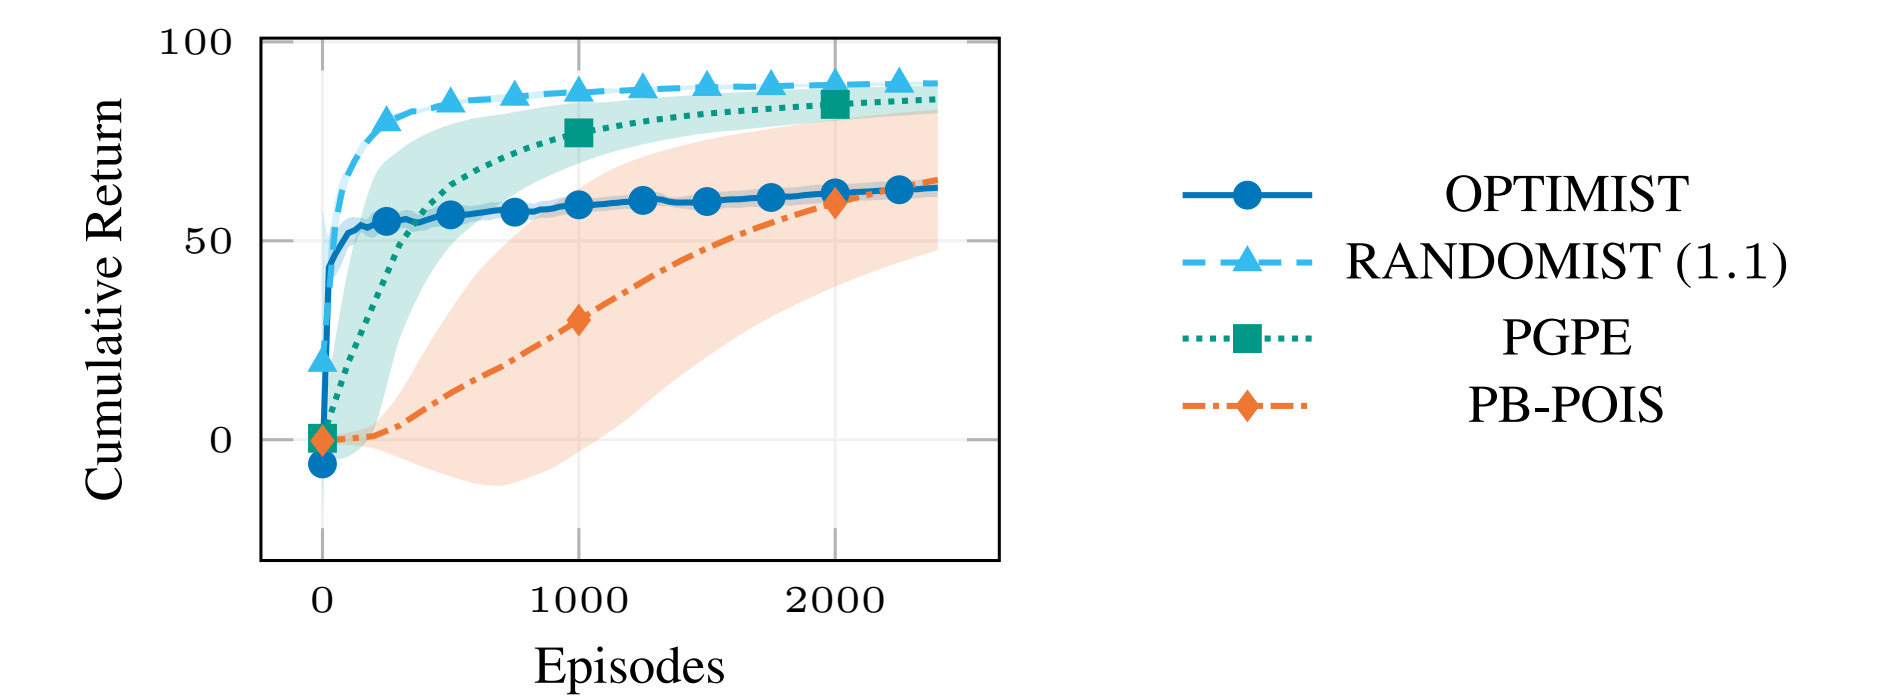 100
50
0
0
1000
2000
Cumulative Return
Episodes
OPTIMIST
RANDOMIST (1.1)
PGPE
PB-POIS